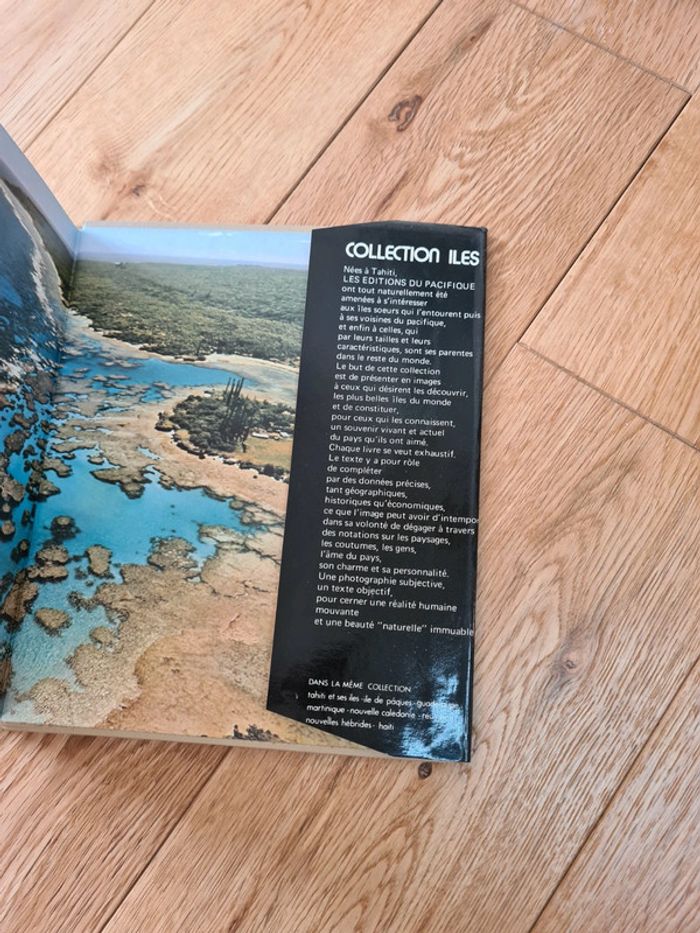 COLLECTION ILES
Nées à Tahiti,
LES EDITIONS DU PACIFIQUE
ont tout naturellement été
amenées à s'intéresser
aux îles soeurs qui l'entourent puis
à ses voisines du pacifique,
et enfin à celles, qui
par leurs tailles et leurs
caractéristiques, sont ses parentes
dans le reste du monde.
Le but de cette collection
est de présenter en images
à ceux qui désirent les découvrir,
les plus belles îles du monde
et de constituer,
pour ceux qui les connaissent,
un souvenir vivant et actuel
du pays qu'ils ont aimé.
Chaque livre se veut exhaustif.
Le texte y a pour rôle
de compléter
par des données précises,
tant géographiques,
historiques qu'économiques,
ce que l'image peut avoir d'intempo
dans sa volonté de dégager à travers
des notations sur les paysages,
les coutumes, les gens,
l'âme du pays,
son charme et sa personnalité.
Une photographie subjective,
un texte objectif,
pour cerner une réalité humaine
mouvante
et une beauté "naturelle" immuable
DANS LA MÊME COLLECTION
tahiti et ses iles - ile de pâques -
martinique - nouvelle calédonie -
nouvelles hébrides - haiti